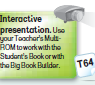 Interactive
presentation. Use
your Teacher's Multi-
ROM to work with the
Student's Book or with
the Big Book Builder.
T64